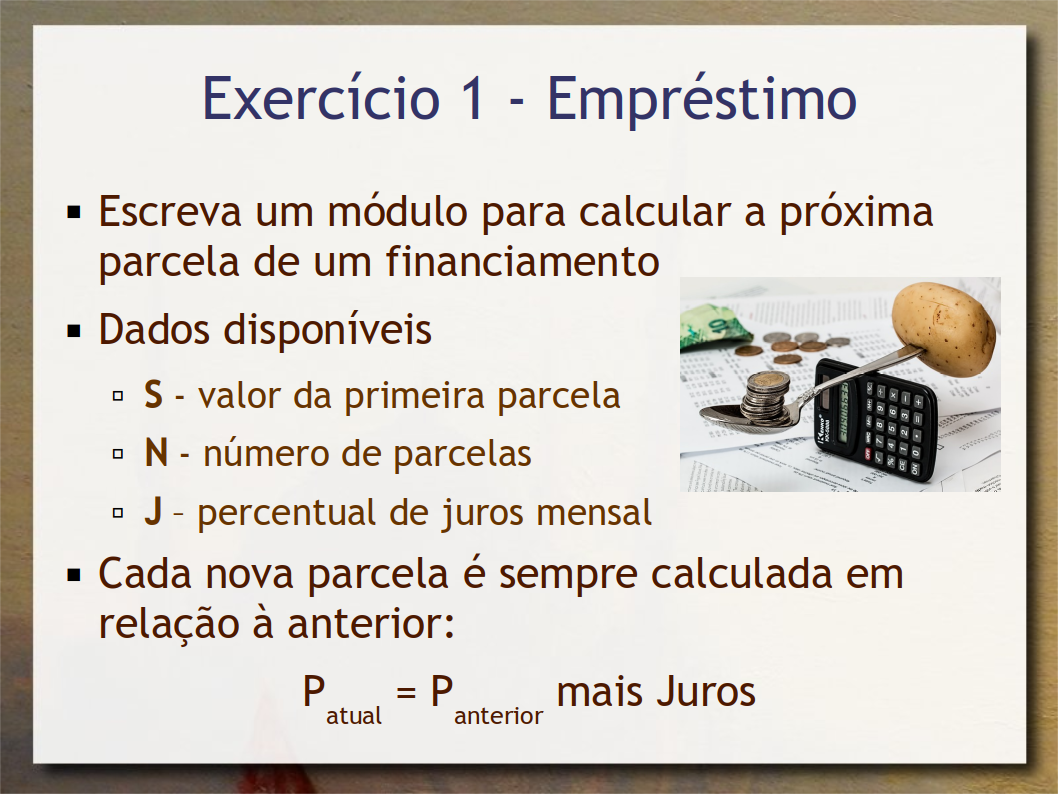 Exercício 1 - Empréstimo
Escreva um módulo para calcular a próxima
parcela de um financiamento
Dados disponíveis
S - valor da primeira parcela
N - número de parcelas
J – percentual de juros mensal
Cada nova parcela é sempre calculada em
relação à anterior:
P atual = P anterior mais Juros